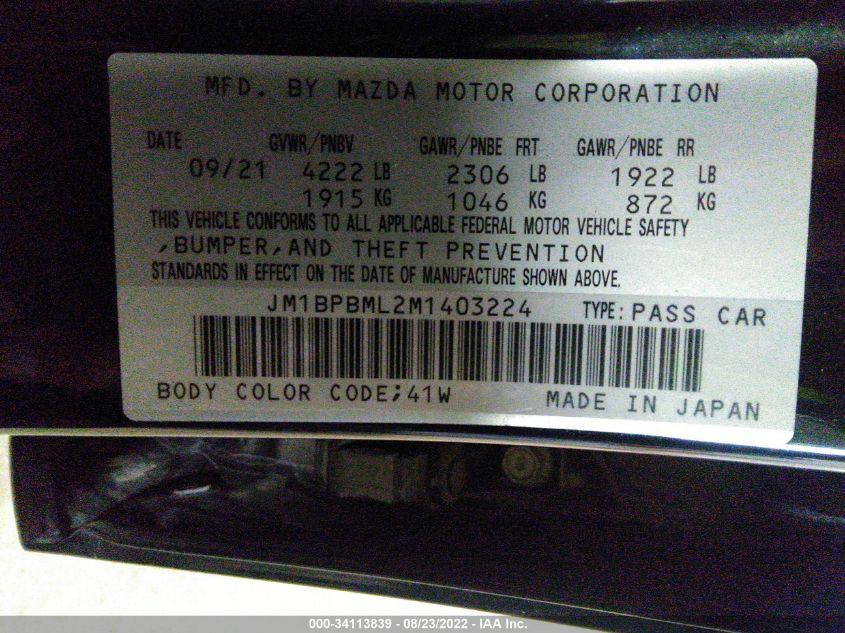 MFD. BY MAZDA MOTOR CORPORATION
DATE GVWR/PNBV GAWR/PNBE FRT GAWR/PNBE RR
09/21 4222 LB 2306 LB 1922 LB
1915 KG 1046 KG 872 KG
THIS VEHICLE CONFORMS TO ALL APPLICABLE FEDERAL MOTOR VEHICLE SAFETY
,BUMPER,AND THEFT PREVENTION
STANDARDS IN EFFECT ON THE DATE OF MANUFACTURE SHOWN ABOVE.
JM1BPBML2M1403224 TYPE: PASS CAR
BODY COLOR CODE;41W MADE IN JAPAN
000-34113839 - 08/23/2022 - IAA Inc.